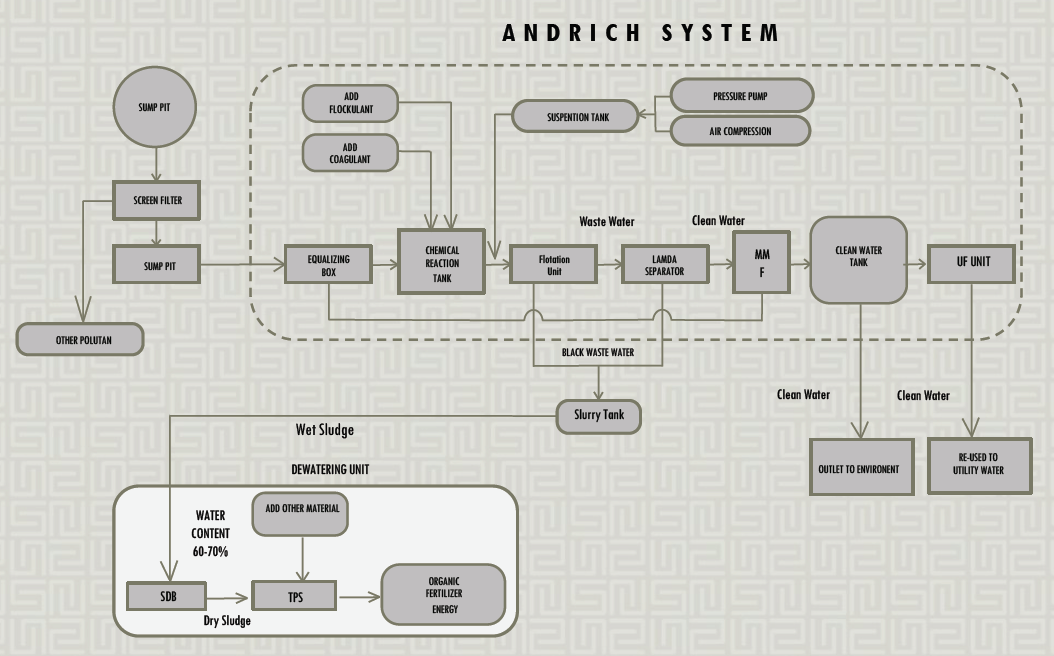 ANDRICH SYSTEM
SUMP PIT
SCREEN FILTER
SUMP PIT
OTHER POLUTAN
ADD
FLOCKULANT
ADD
COAGULANT
SUSPENTION TANK
PRESSURE PUMP
AIR COMPRESSION
EQUALIZING
BOX
CHEMICAL
REACTION
TANK
Waste Water
Flotation
Unit
LAMDA
SEPARATOR
Clean Water
MM
F
CLEAN WATER
TANK
UF UNIT
BLACK WASTE WATER
Slurry Tank
Wet Sludge
Clean Water
Clean Water
OUTLET TO ENVIRONENT
RE-USED TO
UTILITY WATER
DEWATERING UNIT
WATER
CONTENT
60-70%
ADD OTHER MATERIAL
SDB
Dry Sludge
TPS
ORGANIC
FERTILIZER
ENERGY